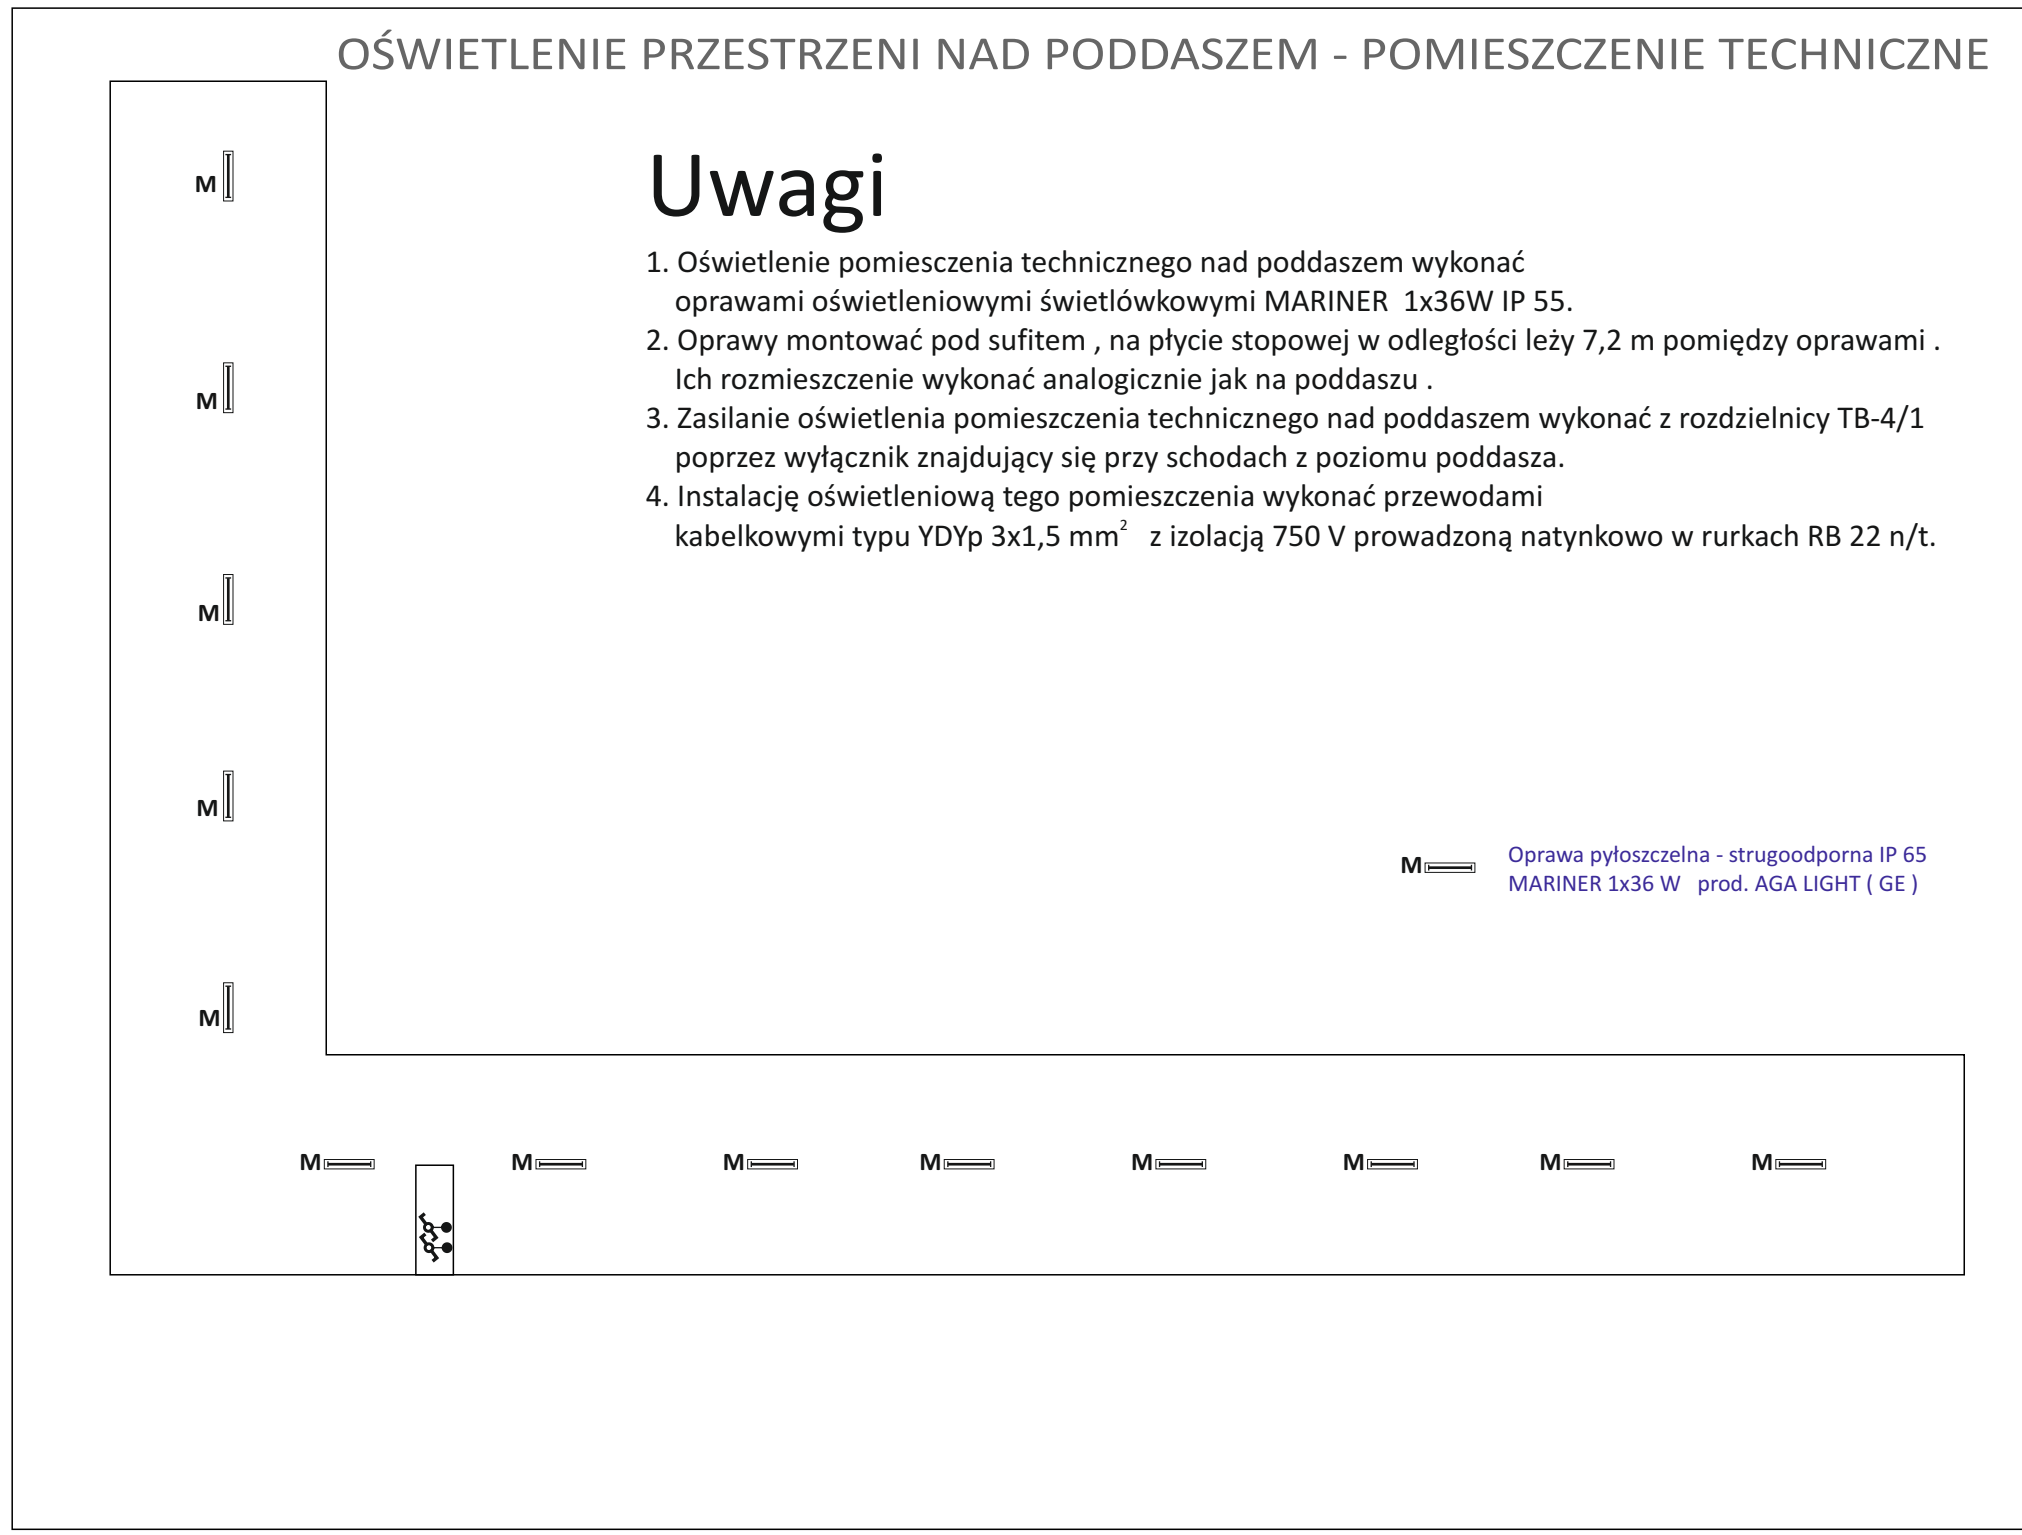 OŚWIETLENIE PRZESTRZENI NAD PODDASZEM - POMIESZCZENIE TECHNICZNE
Uwagi
1. Oświetlenie pomiesczenia technicznego nad poddaszem wykonać
oprawami oświetleniowymi świetlówkowymi MARINER 1x36W IP 55.
2. Oprawy montować pod sufitem , na płycie stopowej w odległości leży 7,2 m pomiędzy oprawami .
Ich rozmieszczenie wykonać analogicznie jak na poddaszu .
3. Zasilanie oświetlenia pomieszczenia technicznego nad poddaszem wykonać z rozdzielnicy TB-4/1
poprzez wyłącznik znajdujący się przy schodach z poziomu poddasza.
4. Instalację oświetleniową tego pomieszczenia wykonać przewodami
kabelkowymi typu YDYp 3x1,5 mm² z izolacją 750 V prowadzoną natynkowo w rurkach RB 22 n/t.
M
M
M
M
M
M Oprawa pyłoszczelna - strugoodporna IP 65
MARINER 1x36 W prod. AGA LIGHT ( GE )
M M M M M M M M